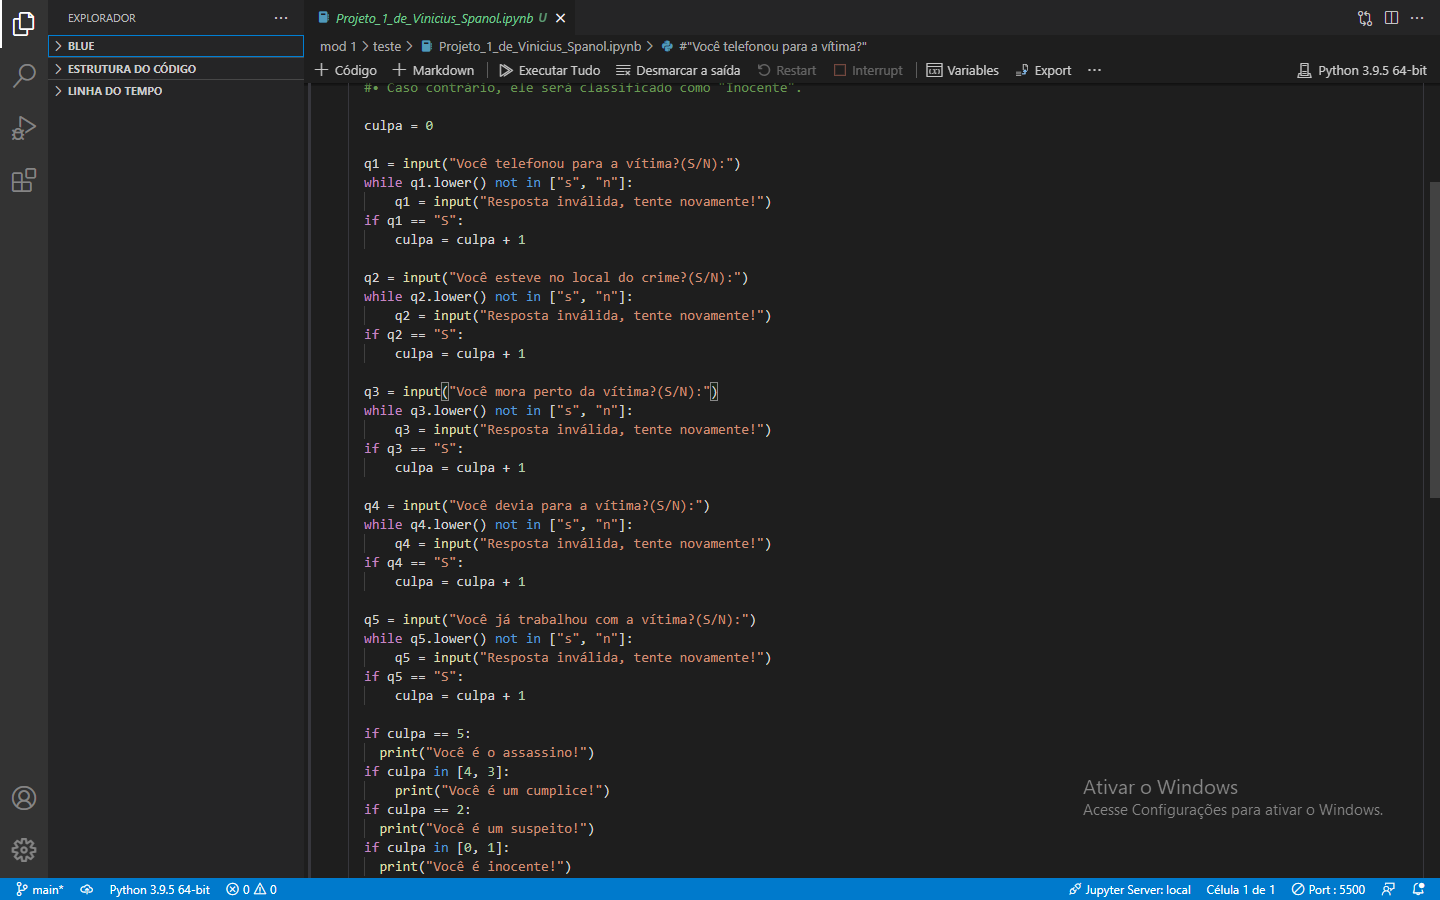 EXPLORADOR
BLUE
ESTRUTURA DO CÓDIGO
LINHA DO TEMPO
Projeto_1_de_Vinicius_Spanol.ipynb U
mod 1 > teste > Projeto_1_de_Vinicius_Spanol.ipynb > #"Você telefonou para a vítima?"
+ Código + Markdown Executar Tudo Desmarcar a saída Restart Interrupt Variables Export ··· Python 3.9.5 64-bit
#• Caso contrário, ele será classificado como "Inocente".
culpa = 0
q1 = input("Você telefonou para a vítima?(S/N):")
while q1.lower() not in ["s", "n"]:
    q1 = input("Resposta inválida, tente novamente!")
if q1 == "S":
    culpa = culpa + 1
q2 = input("Você esteve no local do crime?(S/N):")
while q2.lower() not in ["s", "n"]:
    q2 = input("Resposta inválida, tente novamente!")
if q2 == "S":
    culpa = culpa + 1
q3 = input("Você mora perto da vítima?(S/N):")
while q3.lower() not in ["s", "n"]:
    q3 = input("Resposta inválida, tente novamente!")
if q3 == "S":
    culpa = culpa + 1
q4 = input("Você devia para a vítima?(S/N):")
while q4.lower() not in ["s", "n"]:
    q4 = input("Resposta inválida, tente novamente!")
if q4 == "S":
    culpa = culpa + 1
q5 = input("Você já trabalhou com a vítima?(S/N):")
while q5.lower() not in ["s", "n"]:
    q5 = input("Resposta inválida, tente novamente!")
if q5 == "S":
    culpa = culpa + 1
if culpa == 5:
  print("Você é o assassino!")
if culpa in [4, 3]:
    print("Você é um cumplice!")
if culpa == 2:
  print("Você é um suspeito!")
if culpa in [0, 1]:
  print("Você é inocente!")
Ativar o Windows
Acesse Configurações para ativar o Windows.
main* Python 3.9.5 64-bit 0 0 Jupyter Server: local Célula 1 de 1 Port : 5500